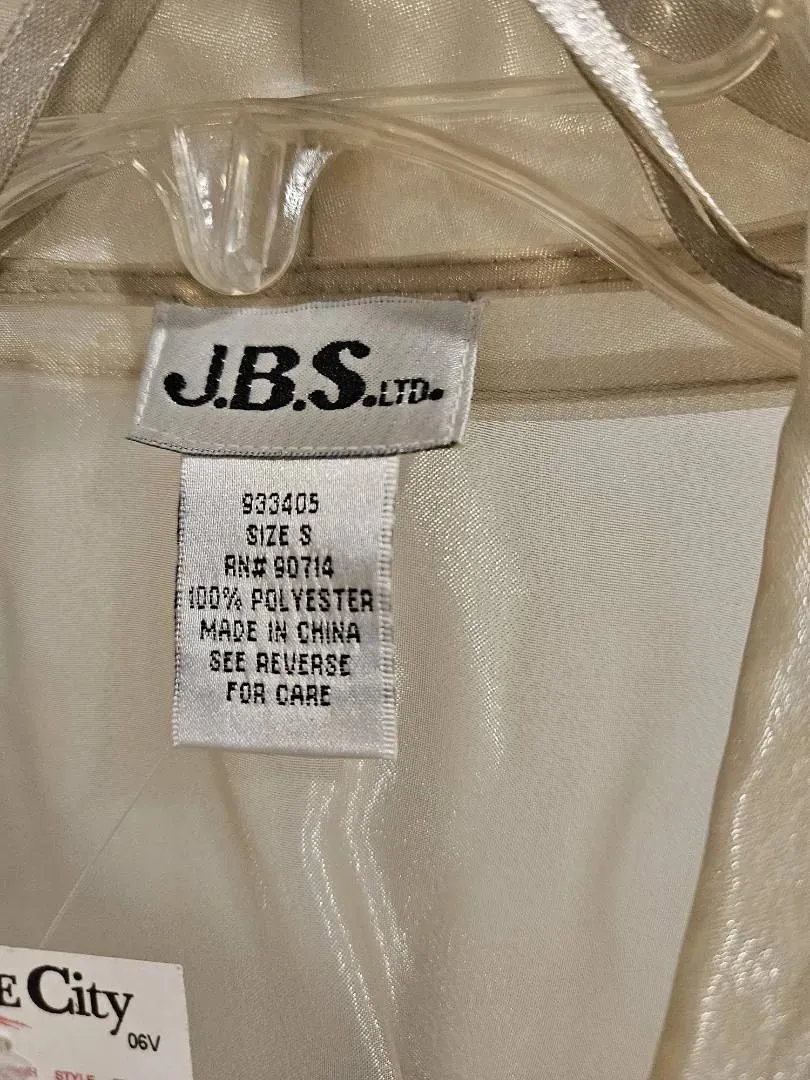 J.B.S.LTD.
933405
SIZE S
RN# 90714
100% POLYESTER
MADE IN CHINA
SEE REVERSE
FOR CARE
E City
06V
STYLE